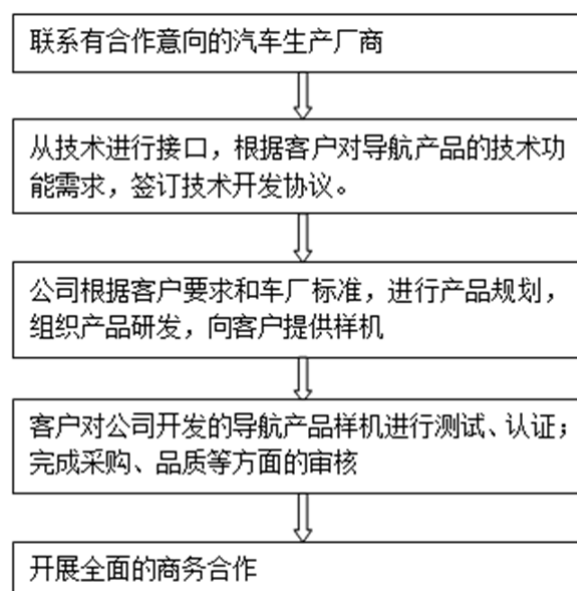 联系有合作意向的汽车生产厂商
从技术进行接口，根据客户对导航产品的技术功
能需求，签订技术开发协议。
公司根据客户要求和车厂标准，进行产品规划，
组织产品研发，向客户提供样机
客户对公司开发的导航产品样机进行测试、认证；
完成采购、品质等方面的审核
开展全面的商务合作